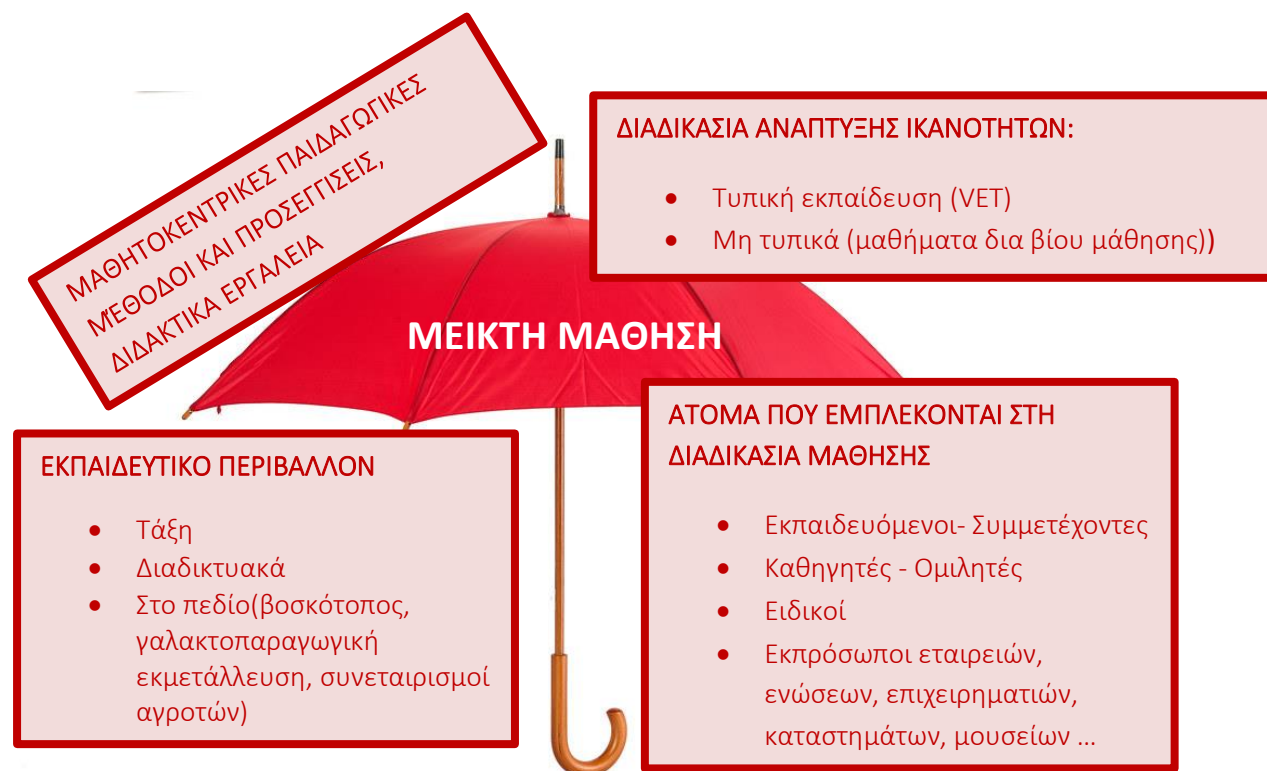 ΜΑΘΗΤΟΚΕΝΤΡΙΚΕΣ ΠΑΙΔΑΓΩΓΙΚΕΣ
ΜΈΘΟΔΟΙ ΚΑΙ ΠΡΟΣΕΓΓΙΣΕΙΣ,
ΔΙΔΑΚΤΙΚΑ ΕΡΓΑΛΕΙΑ
ΔΙΑΔΙΚΑΣΙΑ ΑΝΑΠΤΥΞΗΣ ΙΚΑΝΟΤΗΤΩΝ:
• Τυπική εκπαίδευση (VET)
• Μη τυπικά (μαθήματα δια βίου μάθησης))
ΜΕΙΚΤΗ ΜΑΘΗΣΗ
ΕΚΠΑΙΔΕΥΤΙΚΟ ΠΕΡΙΒΑΛΛΟΝ
• Τάξη
• Διαδικτυακά
• Στο πεδίο(βοσκότοπος,
γαλακτοπαραγωγική
εκμετάλλευση, συνεταιρισμοί
αγροτών)
ΑΤΟΜΑ ΠΟΥ ΕΜΠΛΕΚΟΝΤΑΙ ΣΤΗ
ΔΙΑΔΙΚΑΣΙΑ ΜΑΘΗΣΗΣ
• Εκπαιδευόμενοι- Συμμετέχοντες
• Καθηγητές - Ομιλητές
• Ειδικοί
• Εκπρόσωποι εταιρειών,
ενώσεων, επιχειρηματιών,
καταστημάτων, μουσείων ...